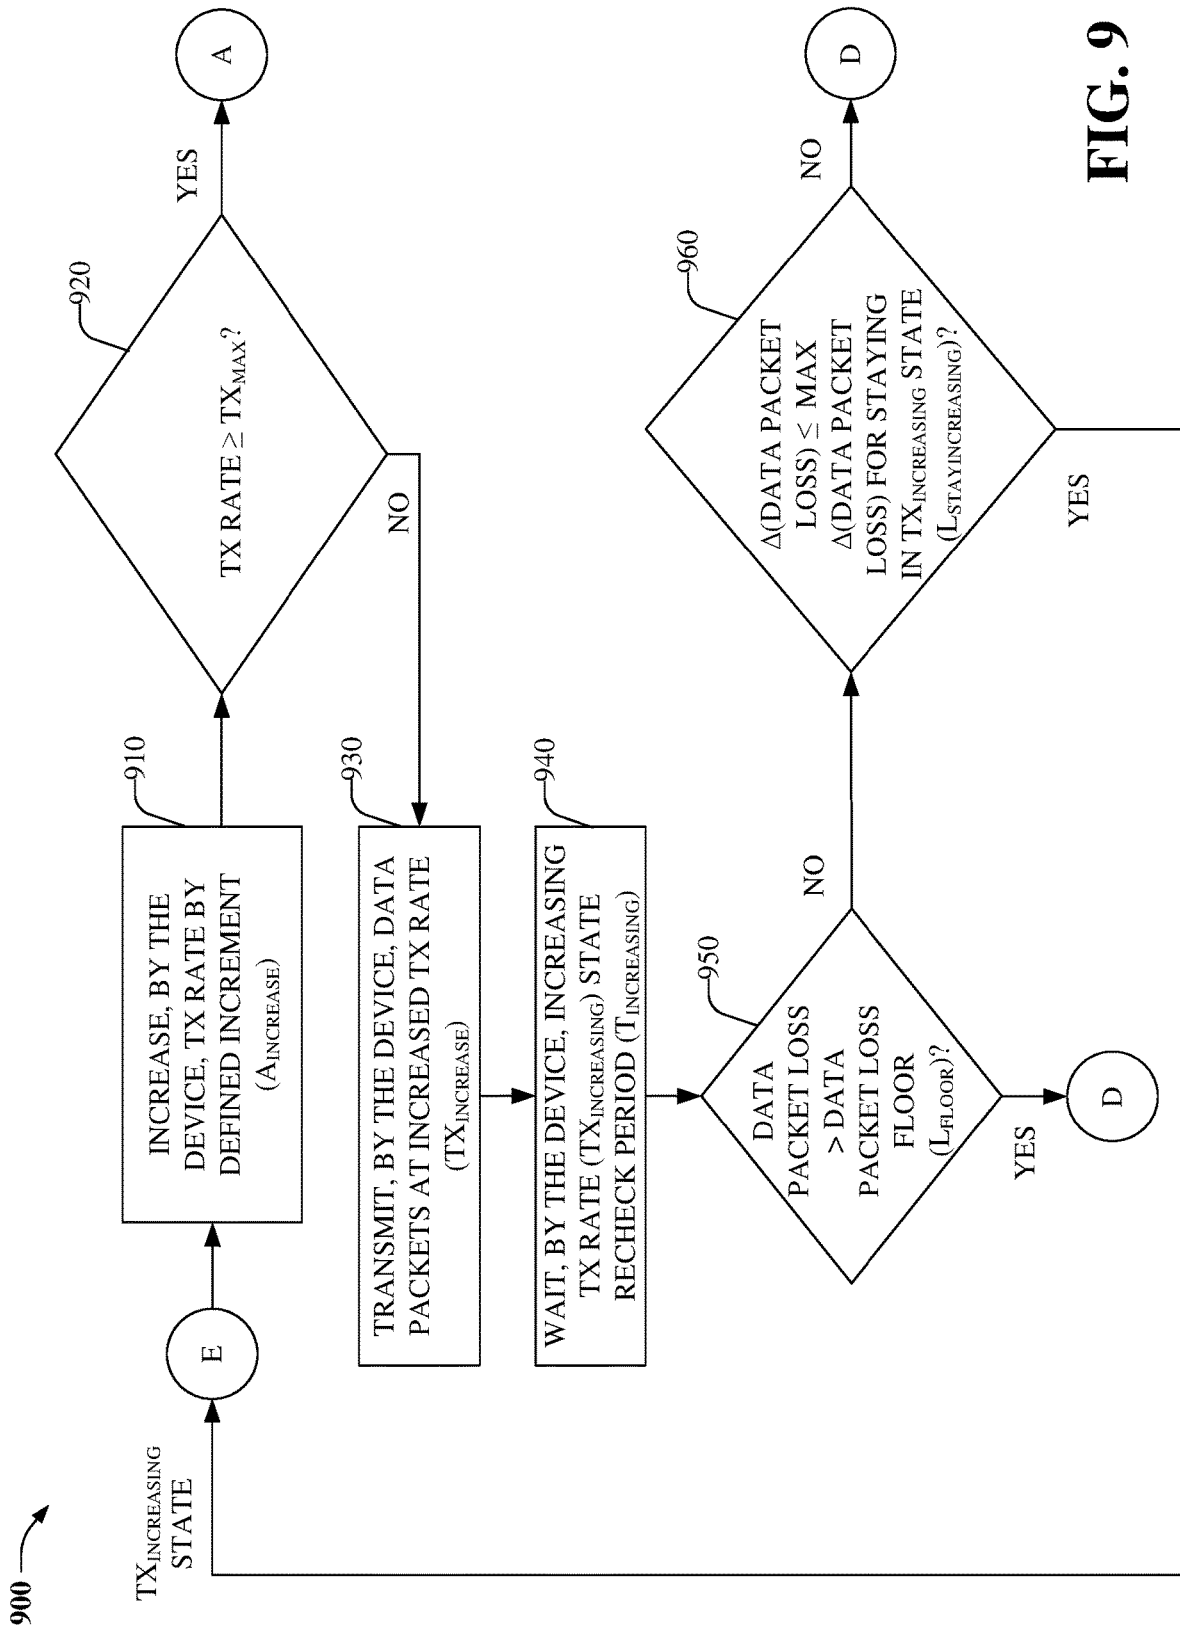 900
TX_INCREASING
STATE
E
INCREASE, BY THE
DEVICE, TX RATE BY
DEFINED INCREMENT
(A_INCREASE)
910
TX RATE ≥ TX_MAX?
920
YES
A
NO
TRANSMIT, BY THE DEVICE, DATA
PACKETS AT INCREASED TX RATE
(TX_INCREASE)
930
WAIT, BY THE DEVICE, INCREASING
TX RATE (TX_INCREASING) STATE
RECHECK PERIOD (T_INCREASING)
940
DATA
PACKET LOSS
> DATA
PACKET LOSS
FLOOR
(L_FLOOR)?
950
YES
D
NO
Δ(DATA PACKET
LOSS) ≤ MAX
Δ(DATA PACKET
LOSS) FOR STAYING
IN TX_INCREASING STATE
(L_STAYINCREASING)?
960
YES
NO
D
FIG. 9